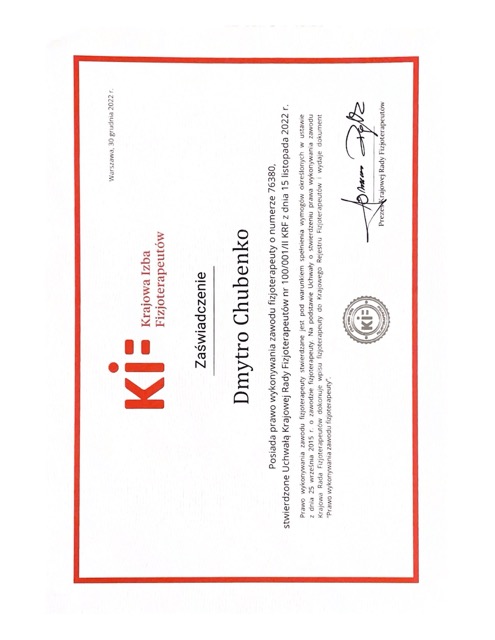 Warszawa, 30 grudnia 2022 r.
KIF
Krajowa Izba
Fizjoterapeutów
Zaświadczenie
Dmytro Chubenko
Posiada prawo wykonywania zawodu fizjoterapeuty o numerze 76380,
stwierdzone Uchwałą Krajowej Rady Fizjoterapeutów nr 100/001/II KRF z dnia 15 listopada 2022 r.
Prawo wykonywania zawodu fizjoterapeuty stwierdzane jest pod warunkiem spełnienia wymogów określonych w ustawie
z dnia 25 września 2015 r. o zawodzie fizjoterapeuty. Na podstawie Uchwały o stwierdzeniu prawa wykonywania zawodu
Krajowa Rada Fizjoterapeutów dokonuje wpisu fizjoterapeuty do Krajowego Rejestru Fizjoterapeutów i wydaje dokument
"Prawo wykonywania zawodu fizjoterapeuty".
KIF
Prezes Krajowej Rady Fizjoterapeutów